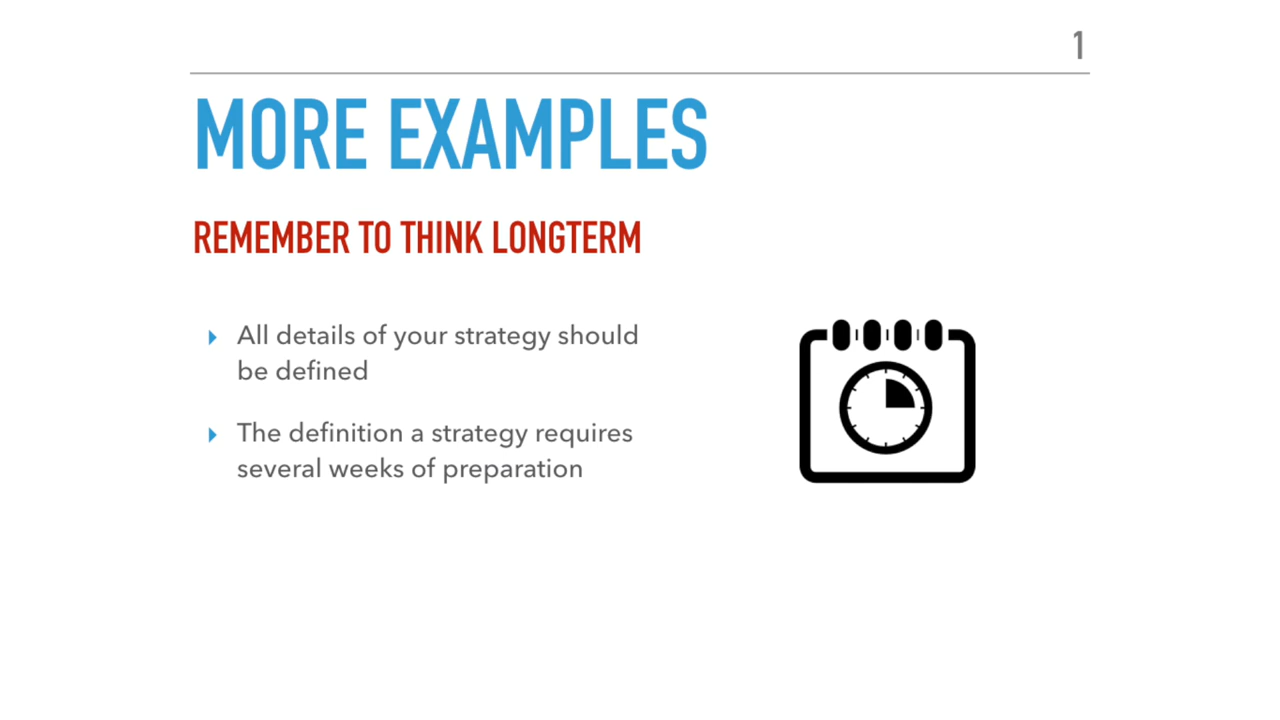 1
MORE EXAMPLES
REMEMBER TO THINK LONGTERM
All details of your strategy should
be defined
The definition a strategy requires
several weeks of preparation